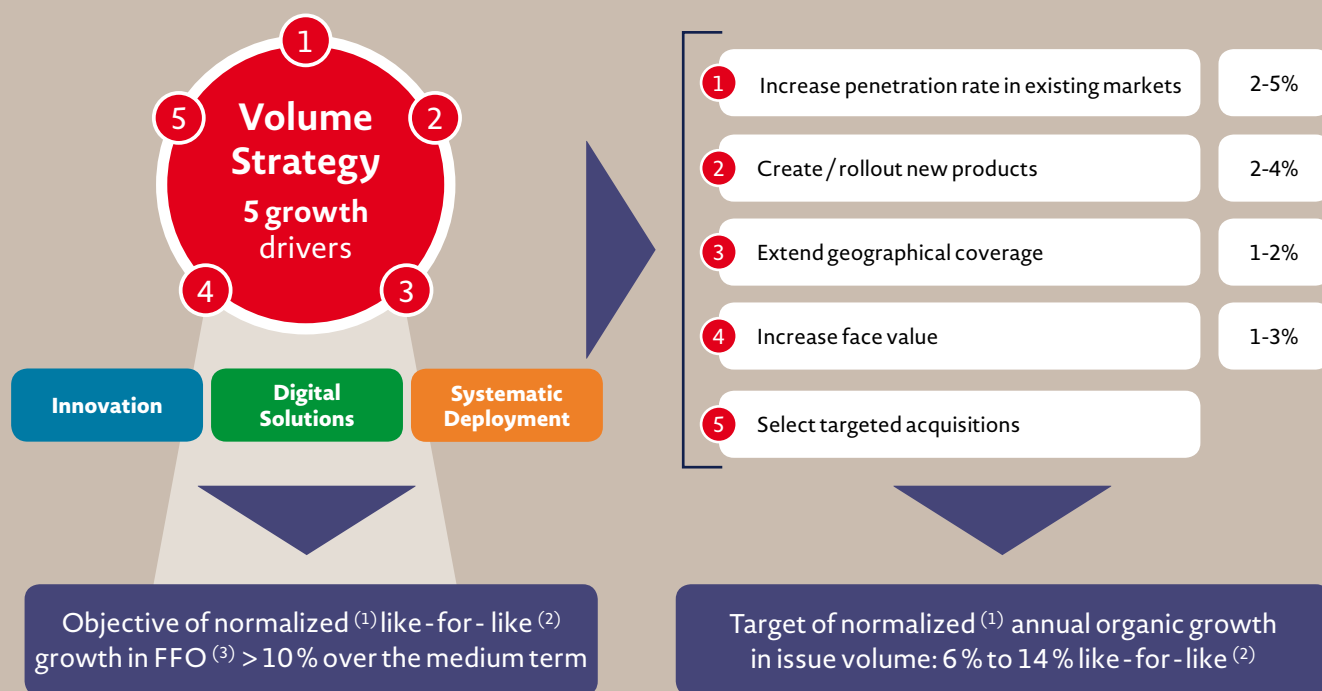 1
5
2
4
3
Volume
Strategy
5 growth
drivers
Innovation
Digital
Solutions
Systematic
Deployment
1 Increase penetration rate in existing markets 2-5%
2 Create / rollout new products 2-4%
3 Extend geographical coverage 1-2%
4 Increase face value 1-3%
5 Select targeted acquisitions
Objective of normalized (1) like-for-like (2)
growth in FFO (3) > 10 % over the medium term
Target of normalized (1) annual organic growth
in issue volume: 6 % to 14 % like-for-like (2)